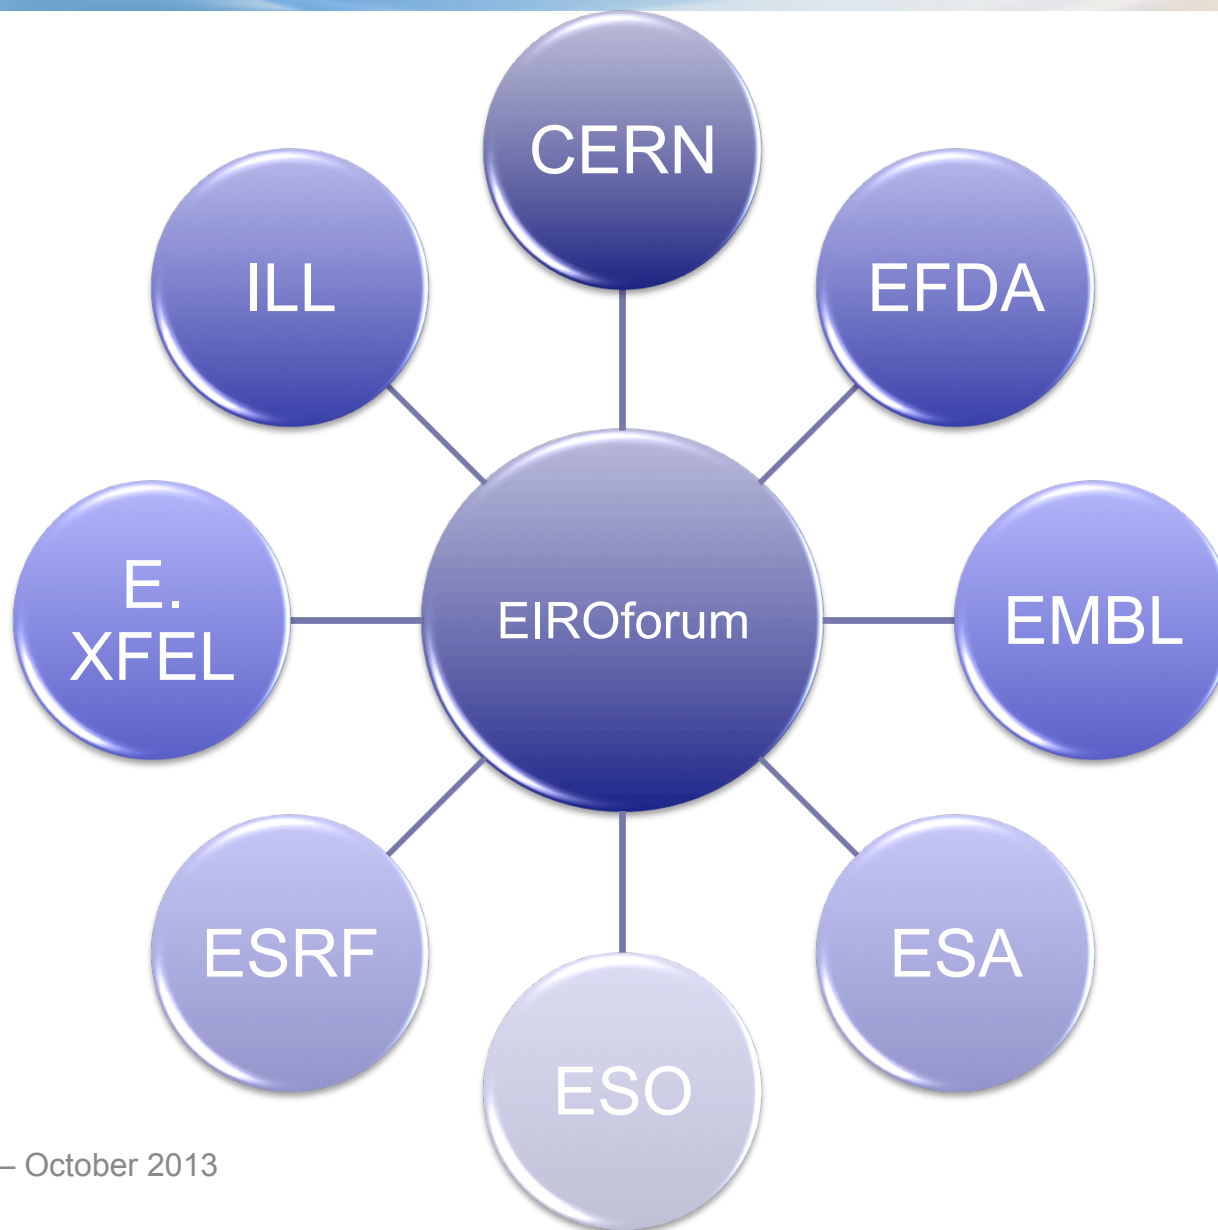 CERN
ILL
EFDA
E.
XFEL
EIROforum
EMBL
ESRF
ESA
ESO
– October 2013